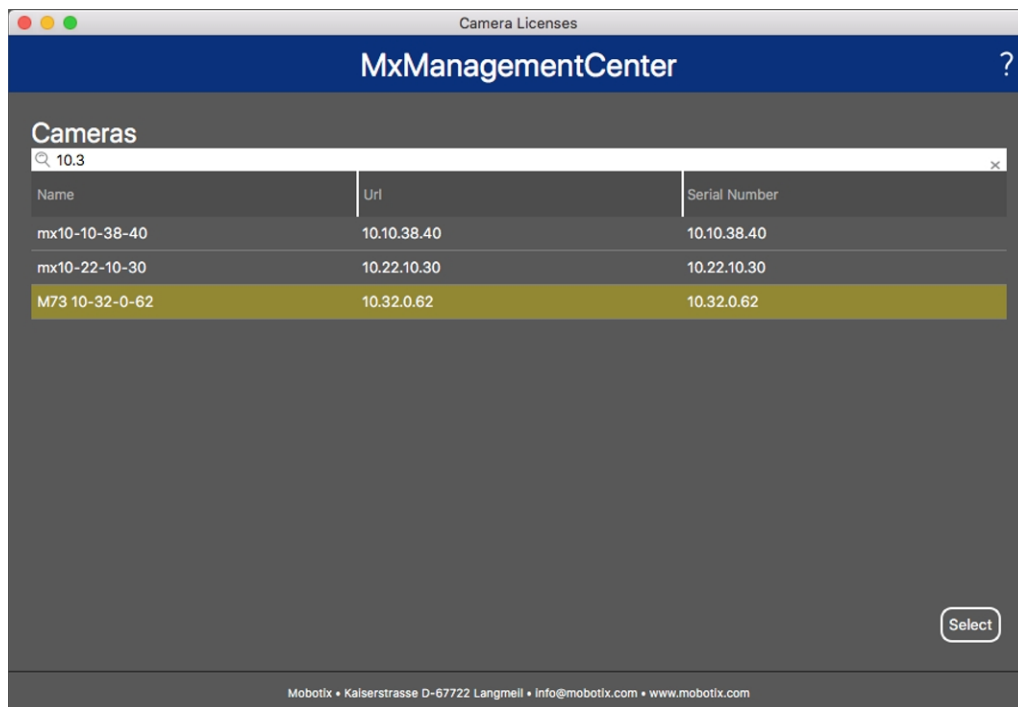 Camera Licenses
MxManagementCenter ?
Cameras
10.3
Name Url Serial Number
mx10-10-38-40 10.10.38.40 10.10.38.40
mx10-22-10-30 10.22.10.30 10.22.10.30
M73 10-32-0-62 10.32.0.62 10.32.0.62
Select
Mobotix • Kaiserstrasse D-67722 Langmeil • info@mobotix.com • www.mobotix.com